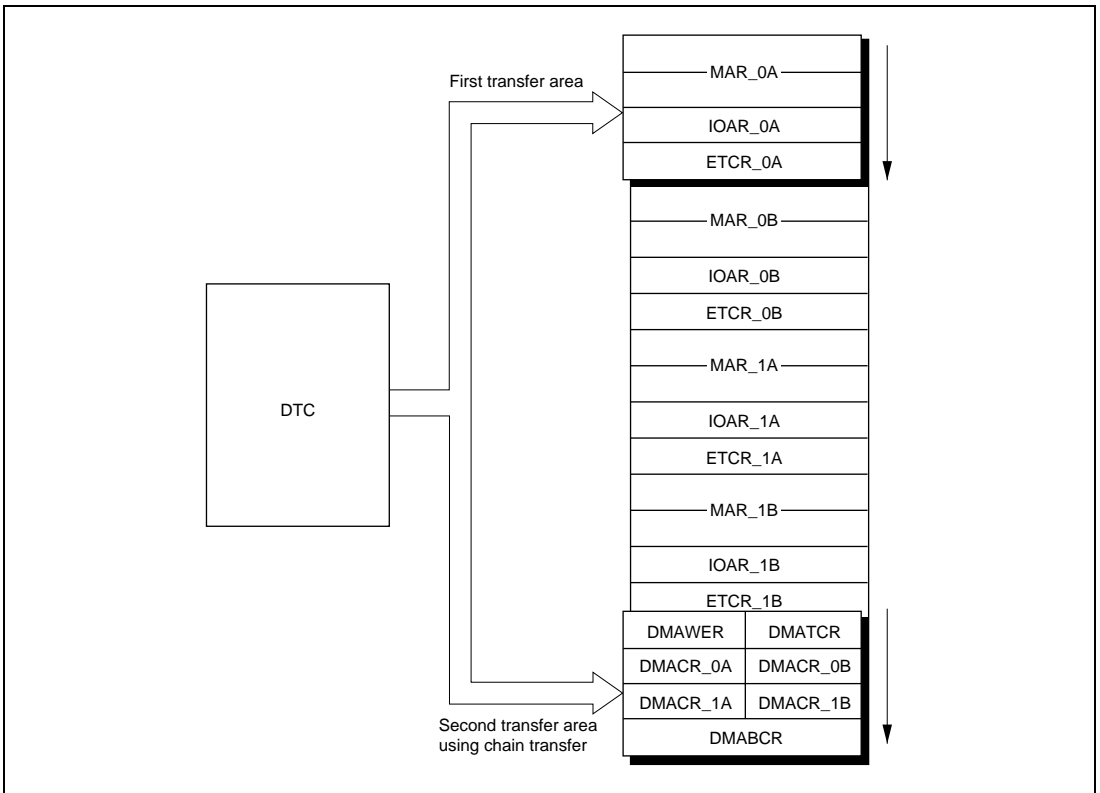 First transfer area
MAR_0A
IOAR_0A
ETCR_0A
MAR_0B
IOAR_0B
ETCR_0B
MAR_1A
DTC
IOAR_1A
ETCR_1A
MAR_1B
IOAR_1B
ETCR_1B
DMAWER DMATCR
DMACR_0A DMACR_0B
DMACR_1A DMACR_1B
Second transfer area
using chain transfer
DMABCR